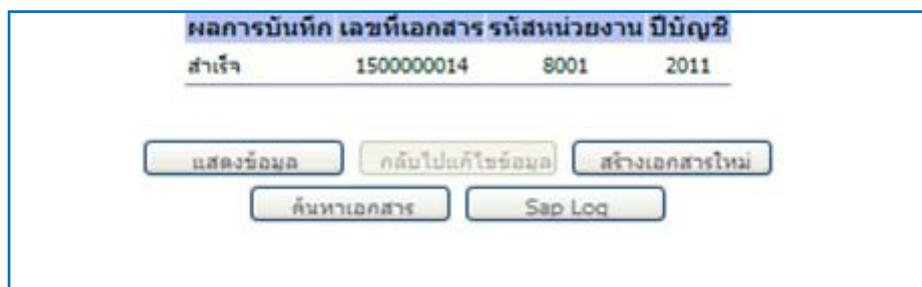 ผลการบันทึก เลขที่เอกสาร รหัสหน่วยงาน ปีบัญชี
สำเร็จ 1500000014 8001 2011
แสดงข้อมูล กลับไปแก้ไขข้อมูล สร้างเอกสารใหม่
ค้นหาเอกสาร Sap Log